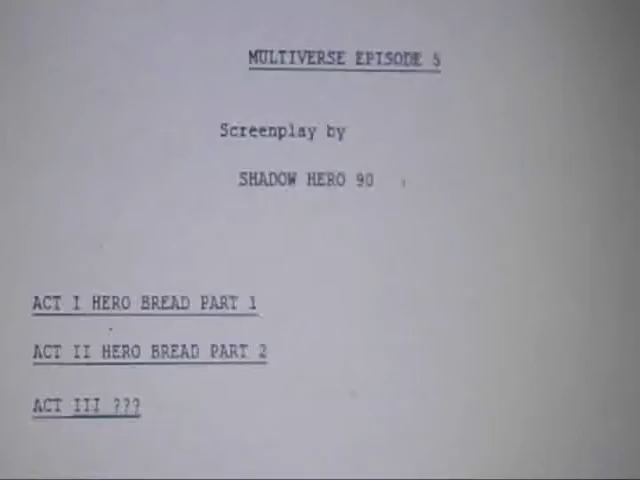 MULTIVERSE EPISODE 5
Screenplay by
SHADOW HERO 90
ACT I HERO BREAD PART 1
ACT II HERO BREAD PART 2
ACT III ???